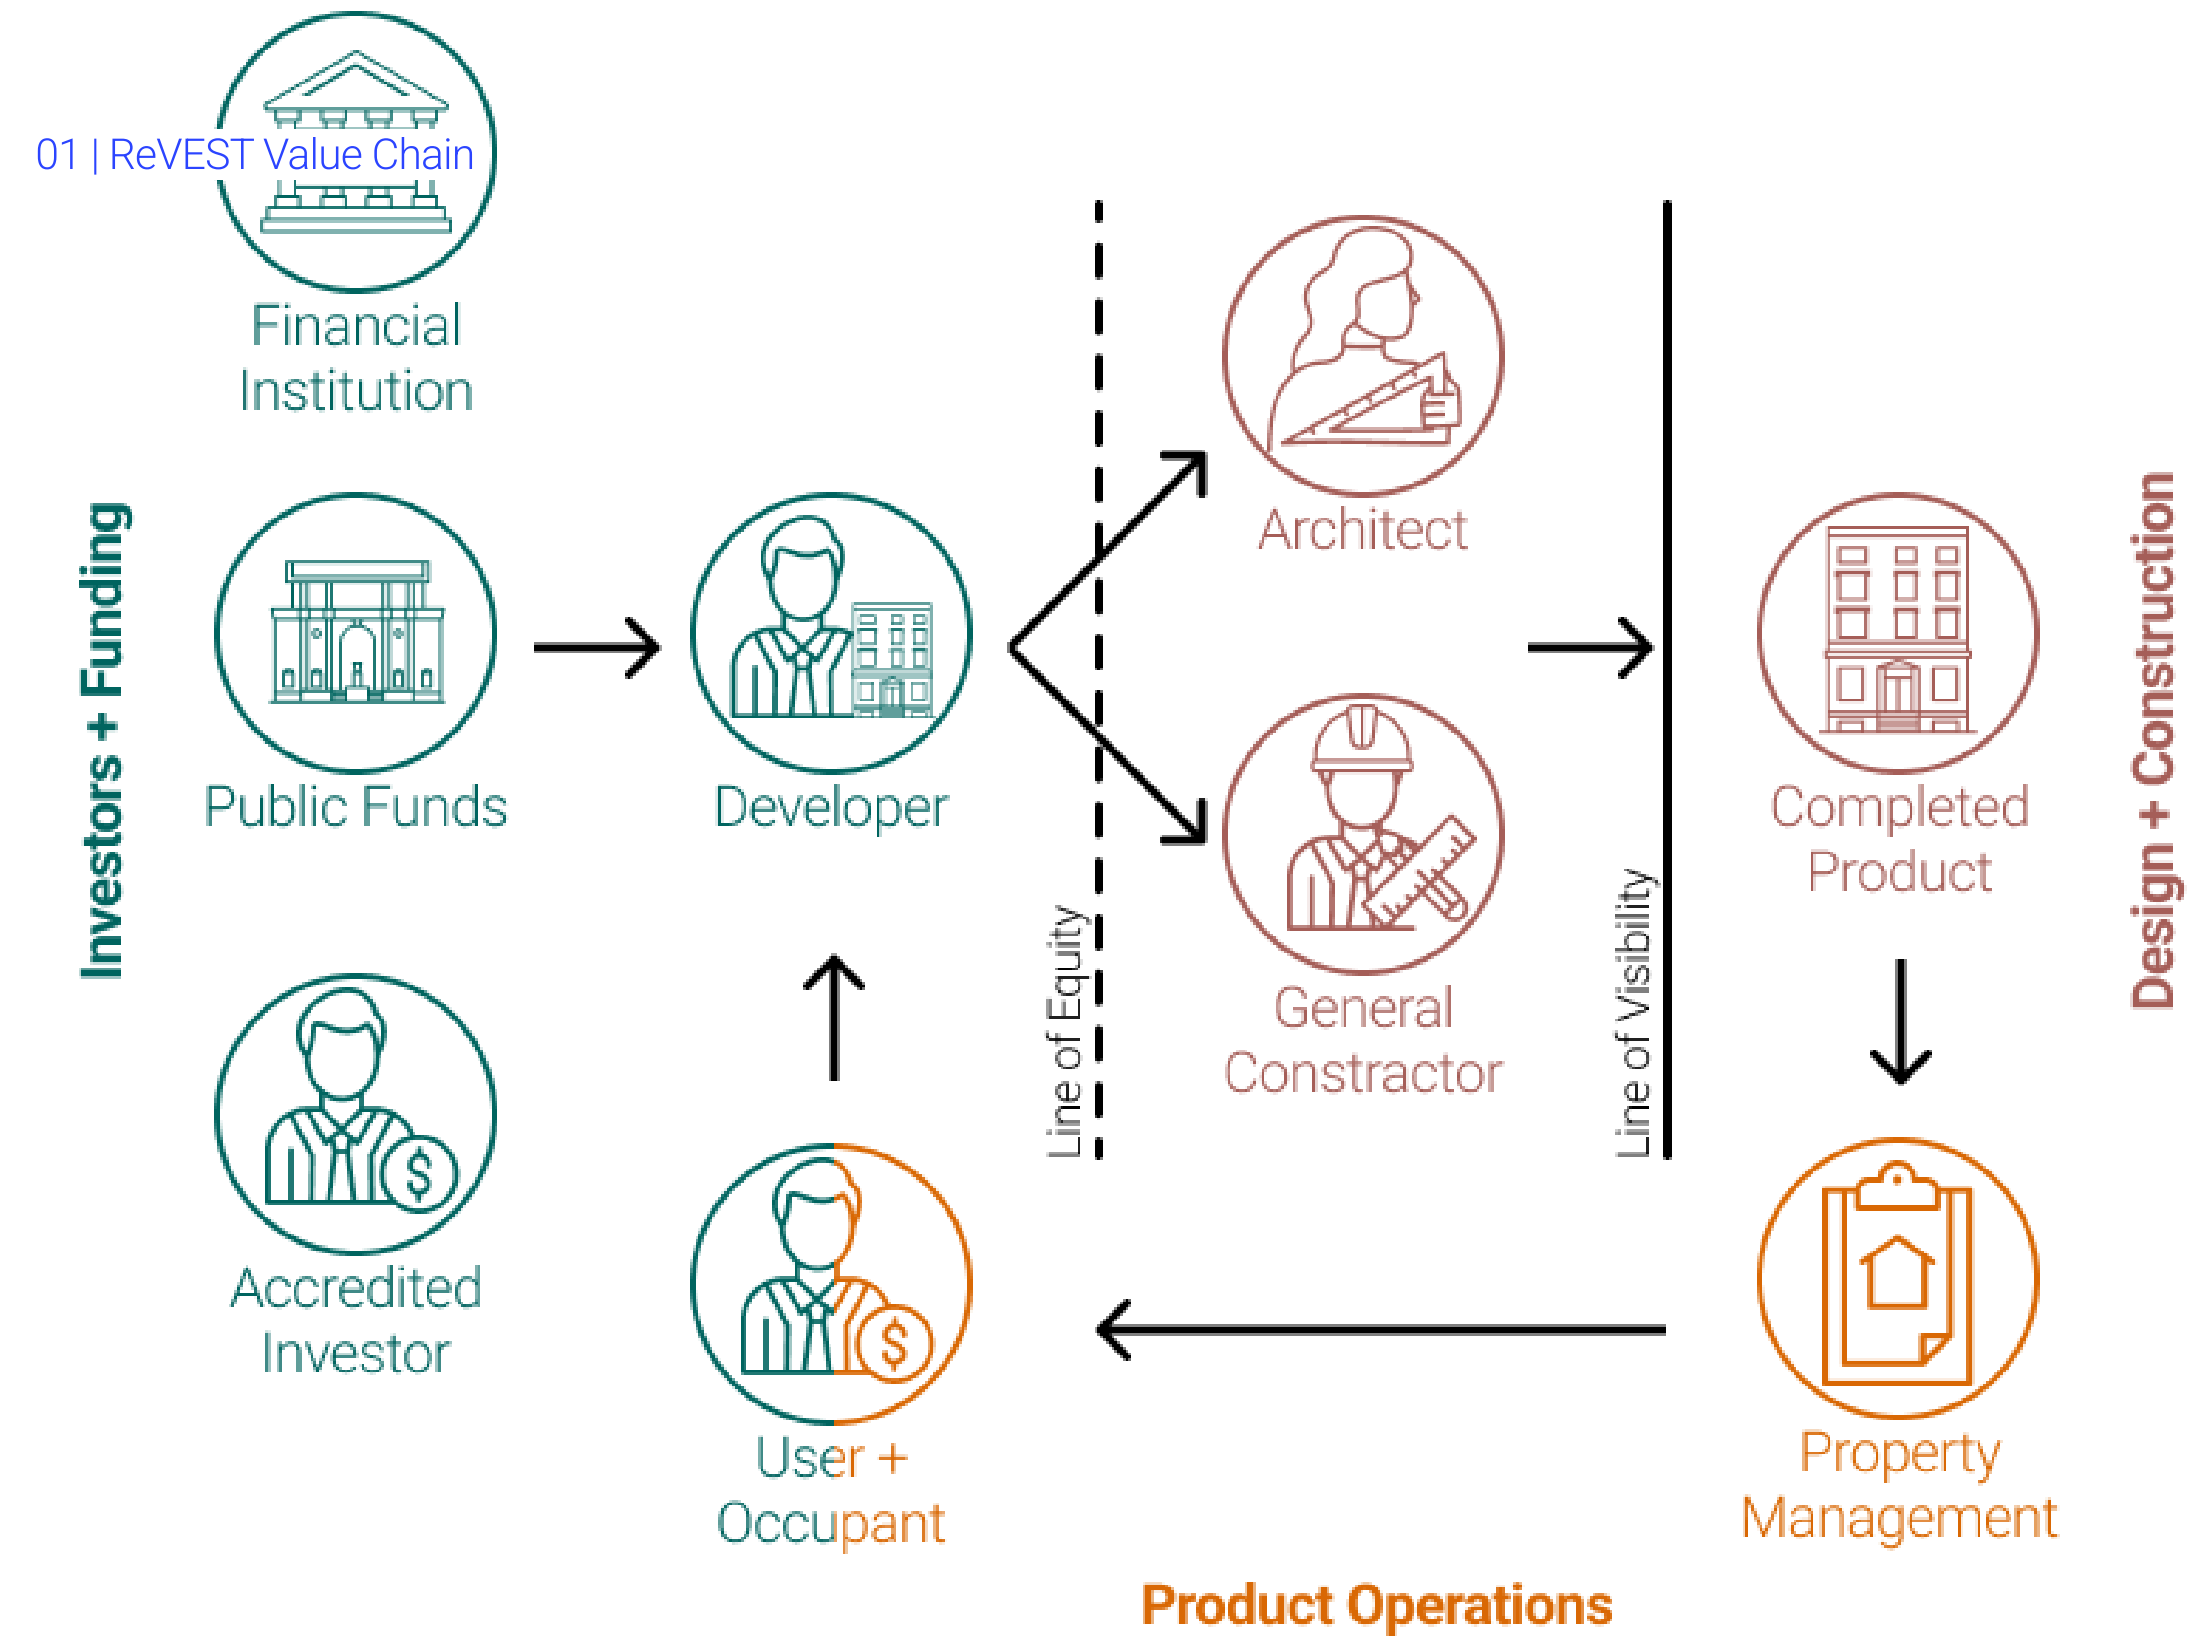 01 | ReVEST Value Chain
Financial
Institution
Investors + Funding
Public Funds
Developer
Accredited
Investor
User +
Occupant
Line of Equity
Architect
General
Constractor
Line of Visibility
Completed
Product
Design + Construction
Property
Management
Product Operations
$
$